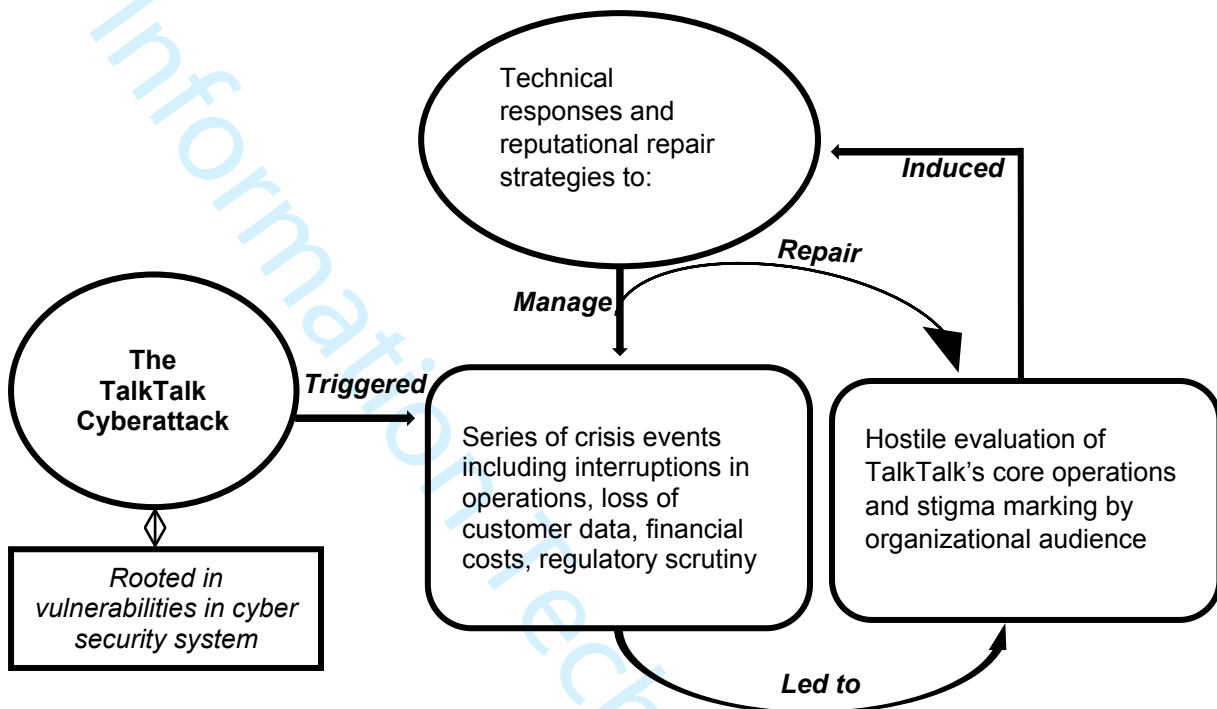 Technical
responses and
reputational repair
strategies to:
Induced
Repair
Manage
The
TalkTalk
Cyberattack
Triggered
Series of crisis events
including interruptions in
operations, loss of
customer data, financial
costs, regulatory scrutiny
Hostile evaluation of
TalkTalk’s core operations
and stigma marking by
organizational audience
Rooted in
vulnerabilities in cyber
security system
Led to
Information Tech